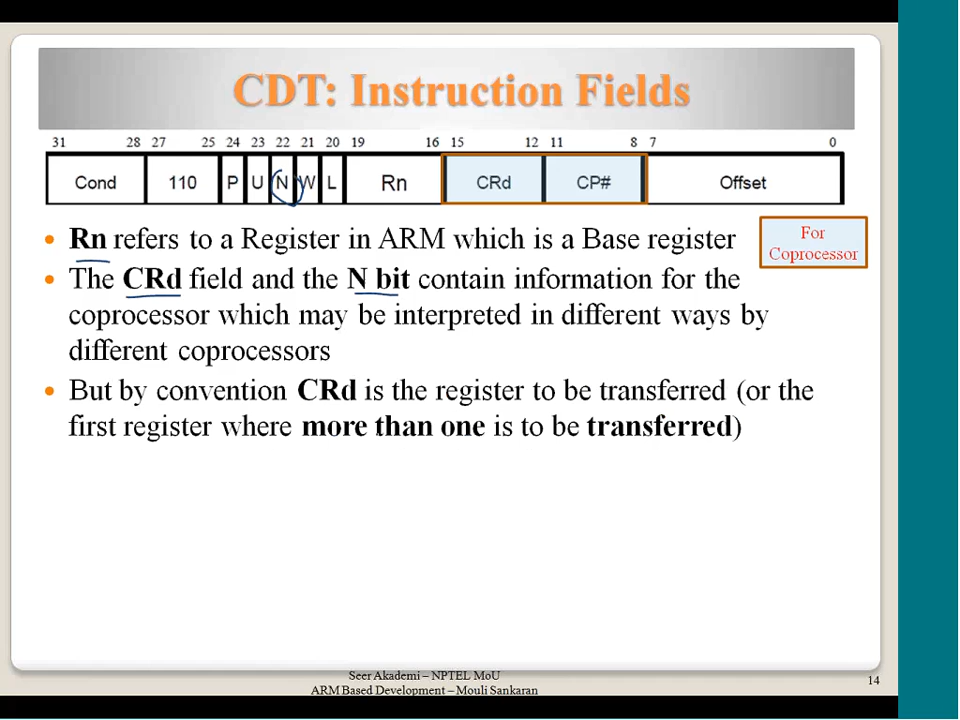 CDT: Instruction Fields
31 28 27 25 24 23 22 21 20 19 16 15 12 11 8 7 0
Cond 110 P U N W L Rn CRd CP# Offset
• Rn refers to a Register in ARM which is a Base register
For
Coprocessor
• The CRd field and the N bit contain information for the
coprocessor which may be interpreted in different ways by
different coprocessors
• But by convention CRd is the register to be transferred (or the
first register where more than one is to be transferred)
Seer Akademi – NPTEL MoU
ARM Based Development – Mouli Sankaran
14